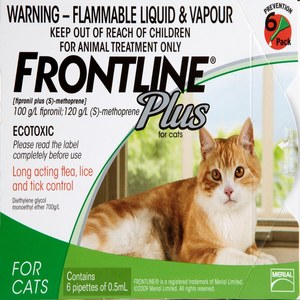 WARNING – FLAMMABLE LIQUID & VAPOUR
KEEP OUT OF REACH OF CHILDREN
FOR ANIMAL TREATMENT ONLY
PREVENTION
6
Pack
FRONTLINE®
Plus
for cats
[fipronil plus (S)-methoprene]
100 g/L fipronil; 120 g/L (S)-methoprene
ECOTOXIC
Please read the label
completely before use
Long acting flea, lice
and tick control
Diethylene glycol
monoethyl ether 700g/L
FOR
CATS
Contains
6 pipettes of 0.5mL
FRONTLINE® is a registered trademark of Merial Limited.
©2009 Merial Limited. All rights reserved.
MERIAL